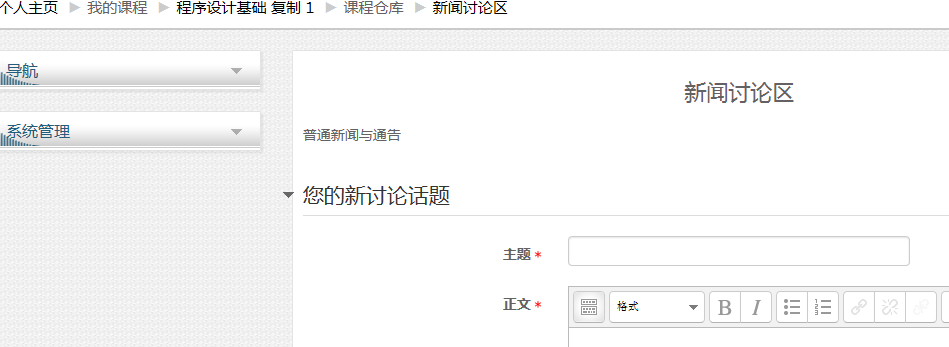 个人主页 ► 我的课程 ► 程序设计基础 复制 1 ► 课程仓库 ► 新闻讨论区
导航
系统管理
新闻讨论区
普通新闻与通告
您的新讨论话题
主题 *
正文 *
格式 B I